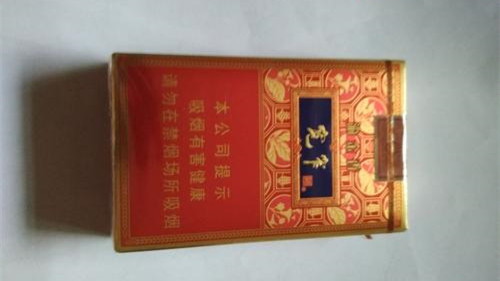 宽窄
本公司提示
吸烟有害健康
请勿在禁烟场所吸烟